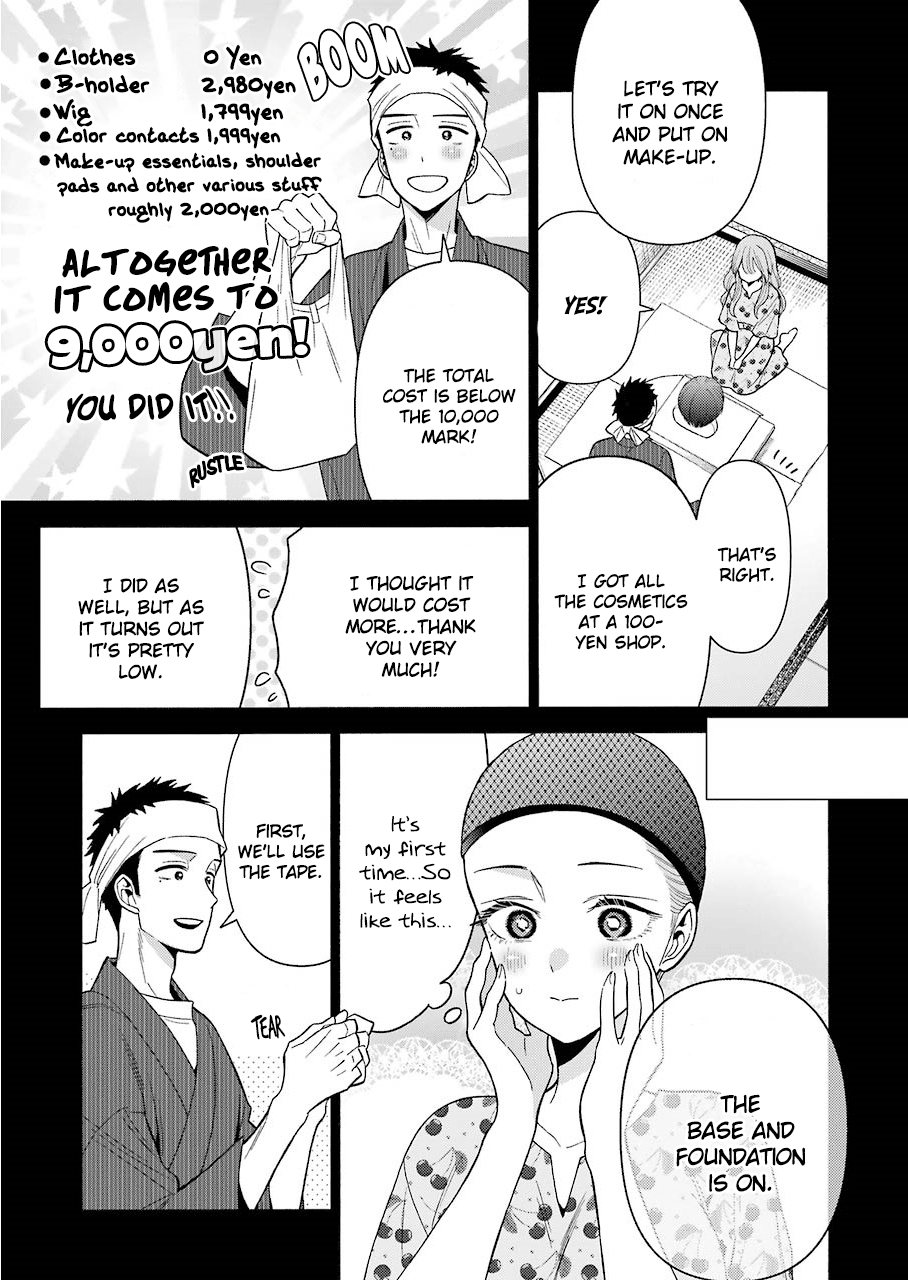 LET'S TRY
IT ON ONCE
AND PUT ON
MAKE-UP.
YES!
THAT'S
RIGHT.
I GOT ALL
THE COSMETICS
AT A 100-
YEN SHOP.
BOOM
• Clothes 0 Yen
• B-holder 2,980yen
• Wig 1,799yen
• Color contacts 1,999yen
• Make-up essentials, shoulder
pads and other various stuff
roughly 2,000yen
ALTOGETHER
IT COMES TO
9,000yen!
YOU DID IT!!
RUSTLE
THE TOTAL
COST IS BELOW
THE 10,000
MARK!
I THOUGHT IT
WOULD COST
MORE...THANK
YOU VERY
MUCH!
I DID AS
WELL, BUT AS
IT TURNS OUT
IT'S PRETTY
LOW.
THE
BASE AND
FOUNDATION
IS ON.
It's
my first
time...So
it feels
like this...
FIRST,
WE'LL USE
THE TAPE.
TEAR